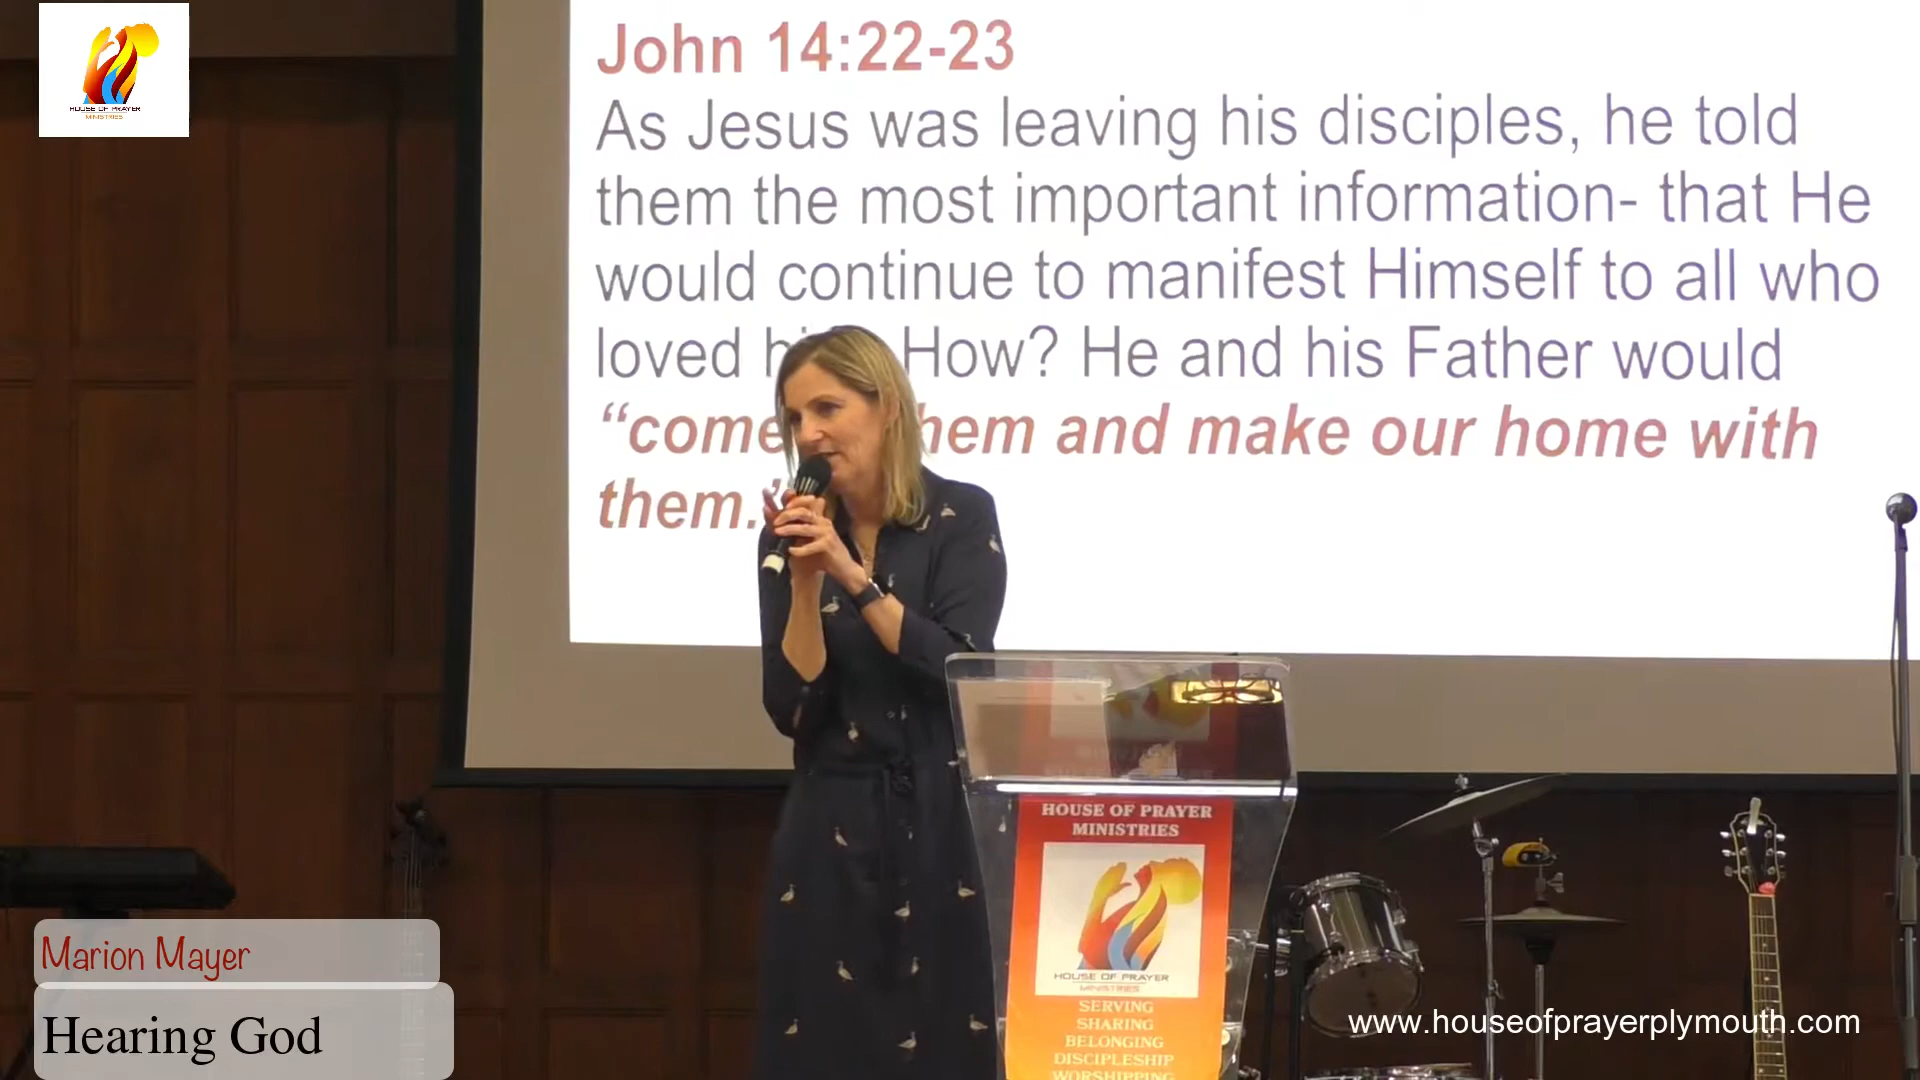 HOUSE OF PRAYER
MINISTRIES
John 14:22-23
As Jesus was leaving his disciples, he told
them the most important information- that He
would continue to manifest Himself to all who
loved How? He and his Father would
“come and make our home with
them.”
HOUSE OF PRAYER
MINISTRIES
HOUSE OF PRAYER
MINISTRIES
SERVING
SHARING
BELONGING
DISCIPLESHIP
WORSHIPPING
Marion Mayer
Hearing God
www.houseofprayerplymouth.com